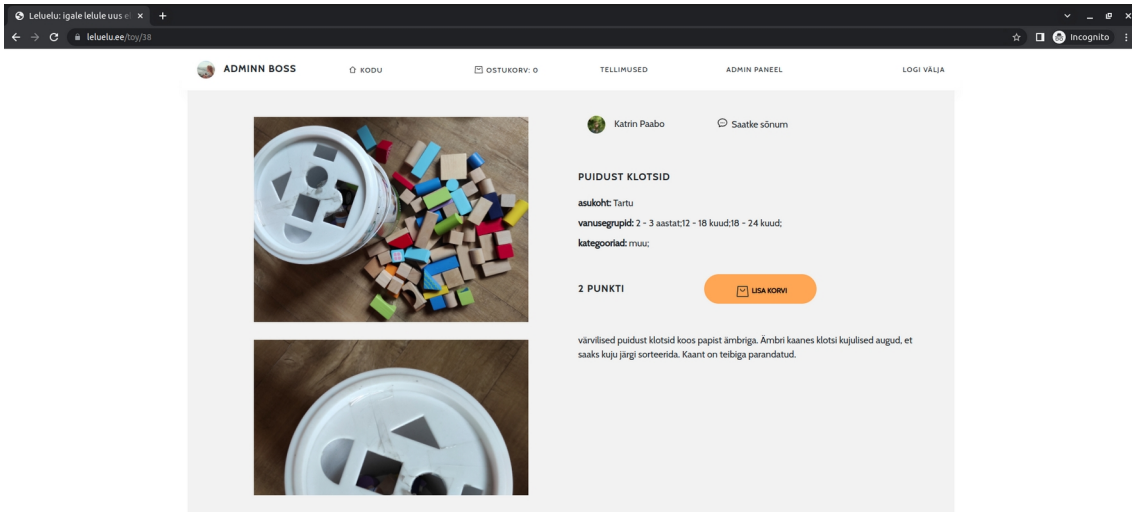 Leluelu: igale lelule uus el
leluelu.ee/toy/38
Incognito
ADMINN BOSS
KODU
OSTUKORV: 0
TELLIMUSED
ADMIN PANEEL
LOGI VÄLJA
Katrin Paabo
Saatke sõnum
PUIDUST KLOTSID
asukoht: Tartu
vanusegrupid: 2 - 3 aastat;12 - 18 kuud;18 - 24 kuud;
kategooriad: muu;
2 PUNKTI
LISA KORVI
värvilised puidust klotsid koos papist ämbriga. Ämbri kaanes klotsi kujulised augud, et
saaks kuju järgi sorteerida. Kaant on teibiga parandatud.